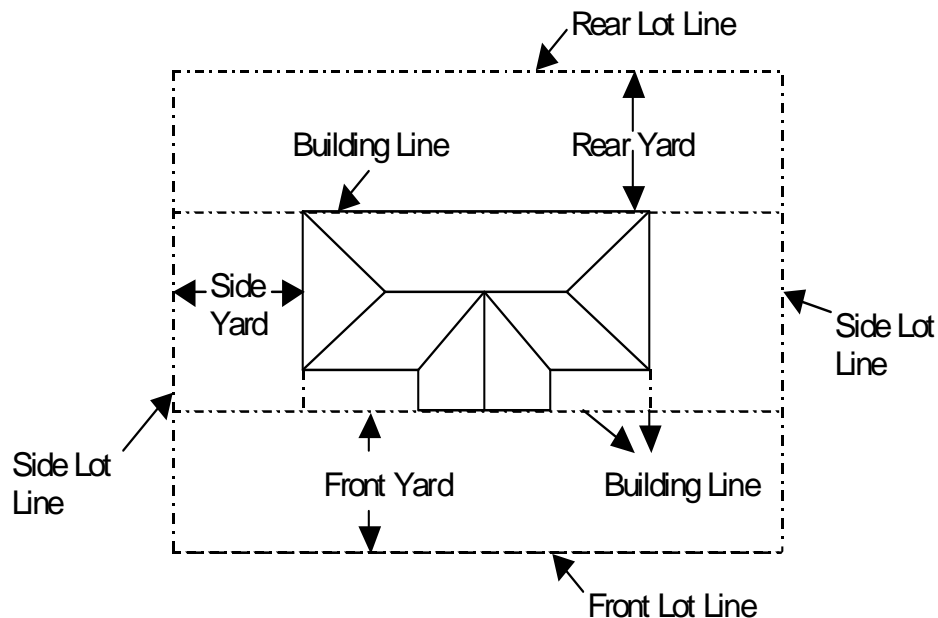 Rear Lot Line
Building Line
Rear Yard
Side
Yard
Side Lot
Line
Side Lot
Line
Front Yard
Building Line
Front Lot Line